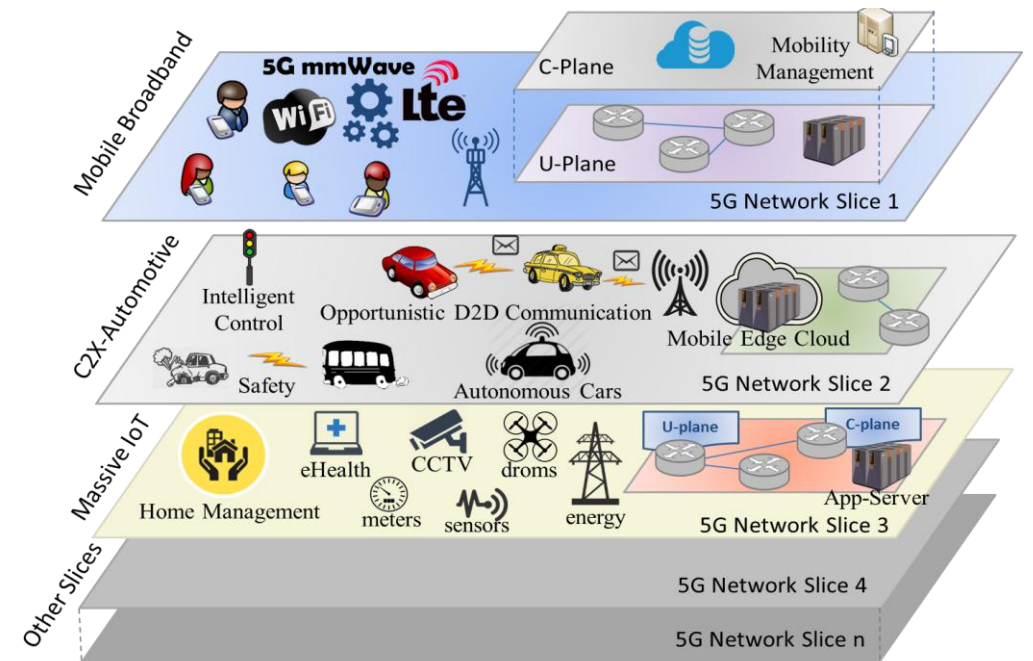 Mobile Broadband
5G mmWave
WiFi
LTE
C-Plane
Mobility
Management
U-Plane
5G Network Slice 1
C2X-Automotive
Intelligent
Control
Opportunistic D2D Communication
Mobile Edge Cloud
Safety
Autonomous Cars
5G Network Slice 2
Massive IoT
Home Management
eHealth
CCTV
droms
meters
sensors
energy
U-plane
C-plane
App-Server
5G Network Slice 3
Other Slices
5G Network Slice 4
5G Network Slice n